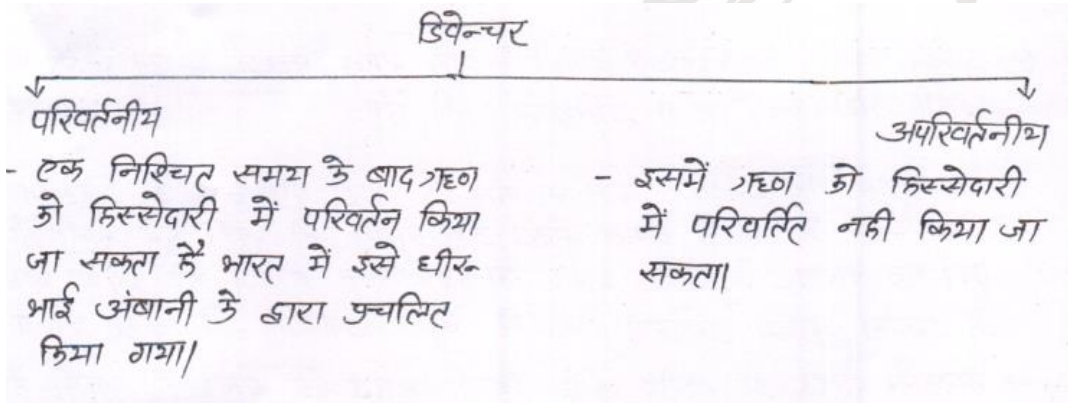 डिवेन्चर
परिवर्तनीय
- एक निश्चित समय के बाद ऋण
को हिस्सेदारी में परिवर्तन किया
जा सकता है भारत में इसे धीरू
भाई अंबानी के द्वारा प्रचलित
किया गया।
अपरिवर्तनीय
- इसमें ऋण को हिस्सेदारी
में परिवर्तित नही किया जा
सकता।